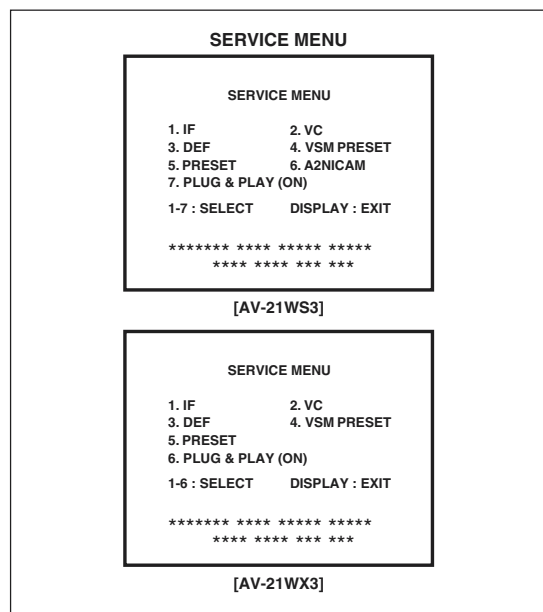 SERVICE MENU
SERVICE MENU
1. IF 2. VC
3. DEF 4. VSM PRESET
5. PRESET 6. A2NICAM
7. PLUG & PLAY (ON)
1-7 : SELECT DISPLAY : EXIT
******* **** ***** *****
**** **** *** ***
[AV-21WS3]
SERVICE MENU
1. IF 2. VC
3. DEF 4. VSM PRESET
5. PRESET
6. PLUG & PLAY (ON)
1-6 : SELECT DISPLAY : EXIT
******* **** ***** *****
**** **** *** ***
[AV-21WX3]